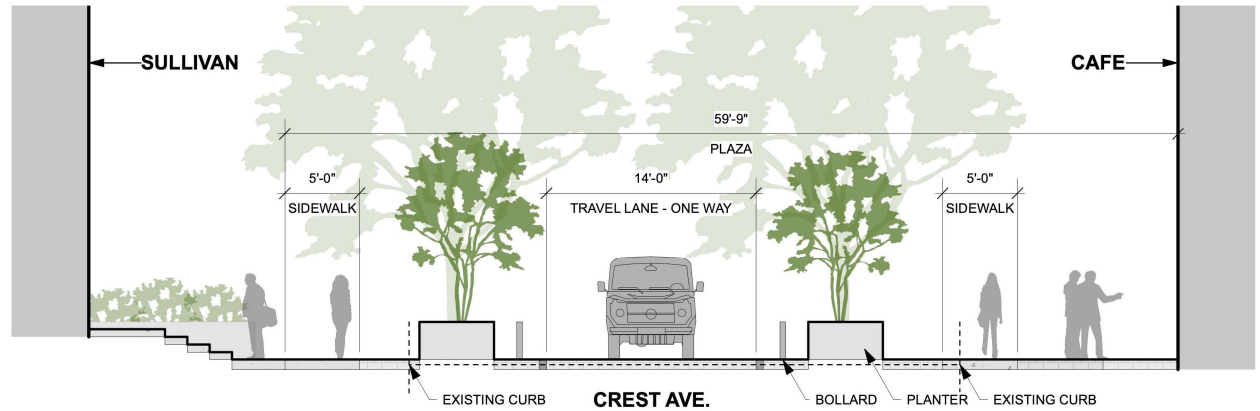 SULLIVAN
CAFE
59'-9"
PLAZA
5'-0"
14'-0"
5'-0"
SIDEWALK
TRAVEL LANE - ONE WAY
SIDEWALK
EXISTING CURB
CREST AVE.
BOLLARD
PLANTER
EXISTING CURB